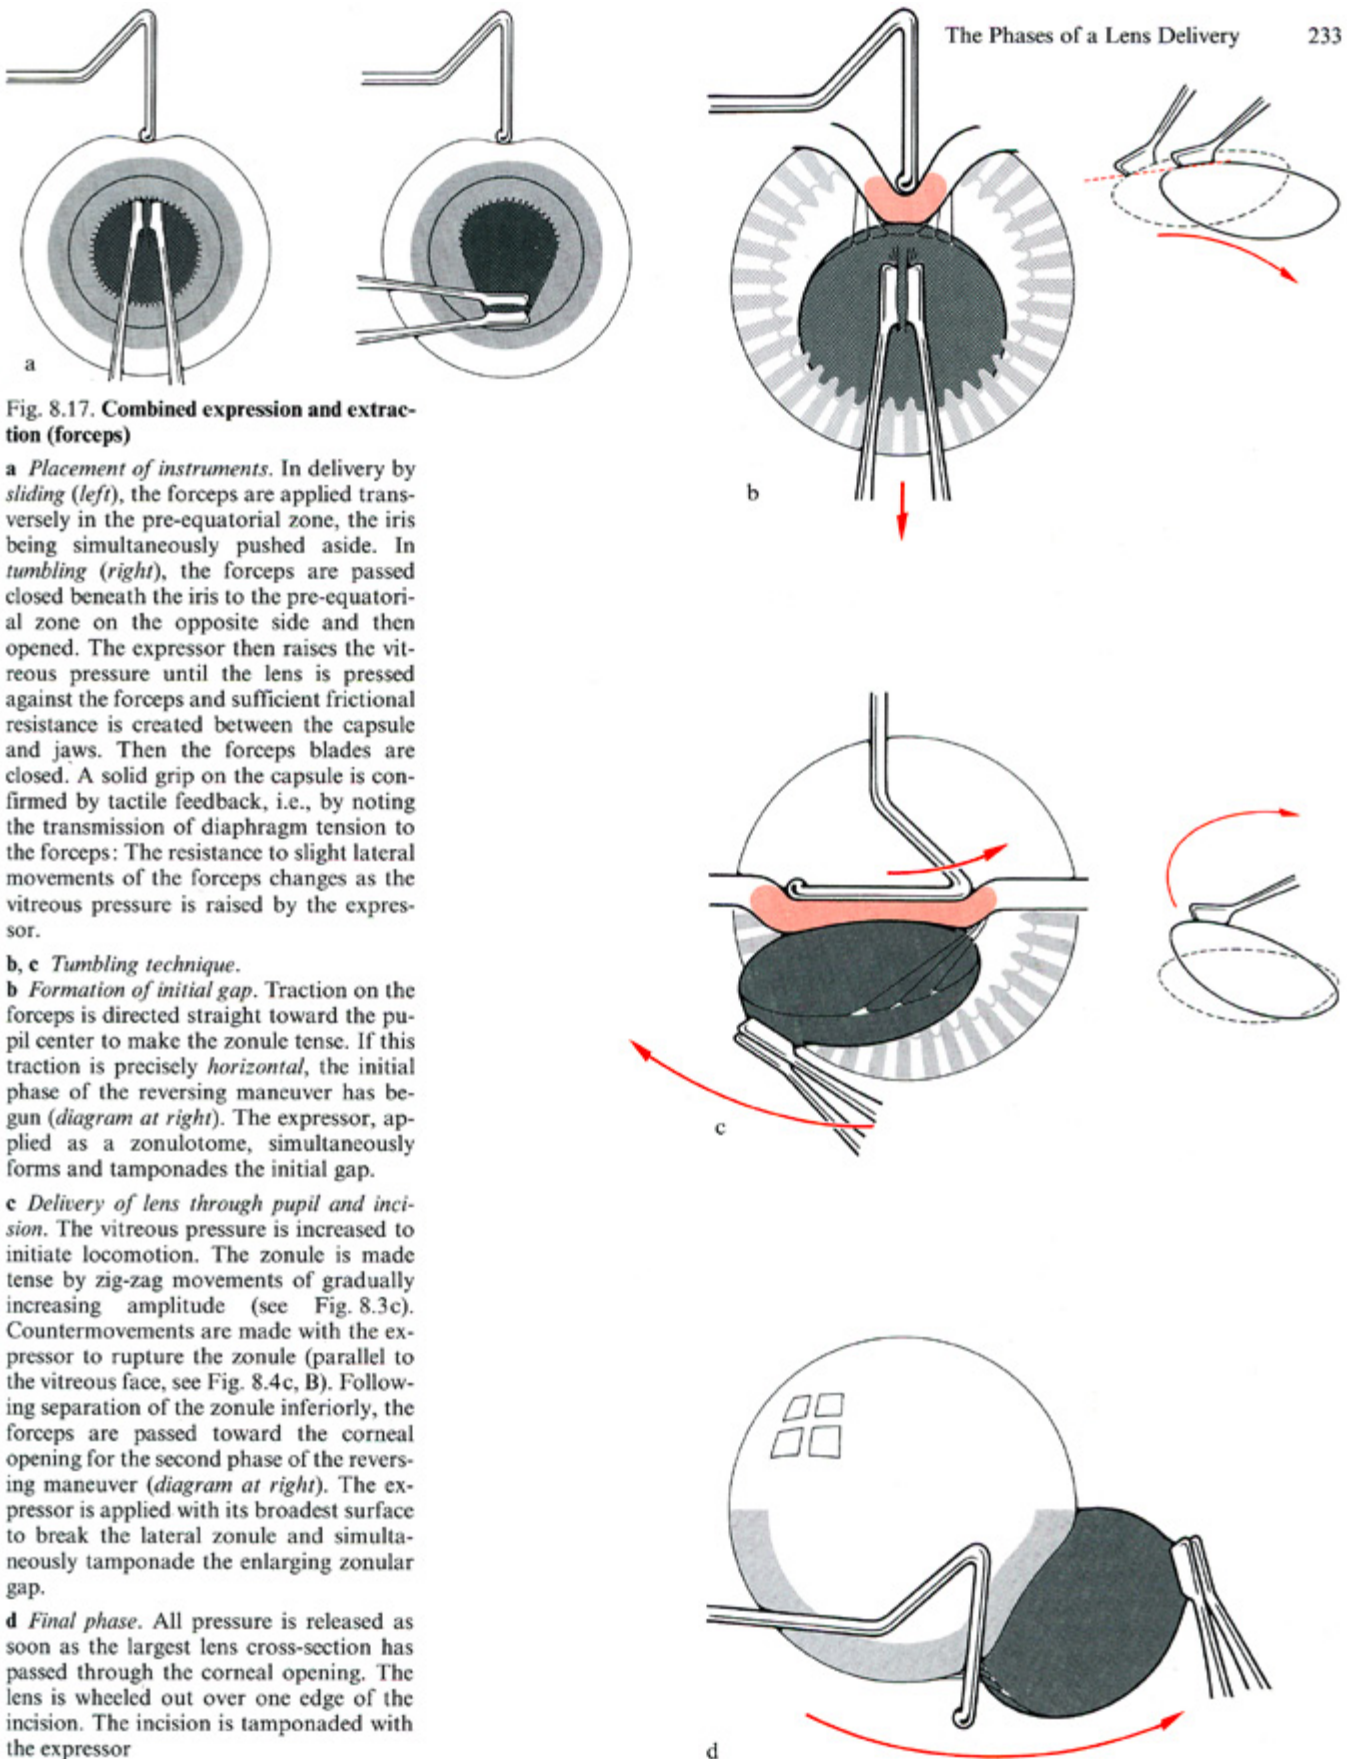 The Phases of a Lens Delivery 233
a
b
Fig. 8.17. Combined expression and extrac-
tion (forceps)
a Placement of instruments. In delivery by
sliding (left), the forceps are applied trans-
versely in the pre-equatorial zone, the iris
being simultaneously pushed aside. In
tumbling (right), the forceps are passed
closed beneath the iris to the pre-equatori-
al zone on the opposite side and then
opened. The expressor then raises the vit-
reous pressure until the lens is pressed
against the forceps and sufficient frictional
resistance is created between the capsule
and jaws. Then the forceps blades are
closed. A solid grip on the capsule is con-
firmed by tactile feedback, i.e., by noting
the transmission of diaphragm tension to
the forceps: The resistance to slight lateral
movements of the forceps changes as the
vitreous pressure is raised by the expres-
sor.
b, c Tumbling technique.
b Formation of initial gap. Traction on the
forceps is directed straight toward the pu-
pil center to make the zonule tense. If this
traction is precisely horizontal, the initial
phase of the reversing maneuver has be-
gun (diagram at right). The expressor, ap-
plied as a zonulotome, simultaneously
forms and tamponades the initial gap.
c Delivery of lens through pupil and inci-
sion. The vitreous pressure is increased to
initiate locomotion. The zonule is made
tense by zig-zag movements of gradually
increasing amplitude (see Fig. 8.3c).
Countermovements are made with the ex-
pressor to rupture the zonule (parallel to
the vitreous face, see Fig. 8.4c, B). Follow-
ing separation of the zonule inferiorly, the
forceps are passed toward the corneal
opening for the second phase of the revers-
ing maneuver (diagram at right). The ex-
pressor is applied with its broadest surface
to break the lateral zonule and simulta-
neously tamponade the enlarging zonular
gap.
d Final phase. All pressure is released as
soon as the largest lens cross-section has
passed through the corneal opening. The
lens is wheeled out over one edge of the
incision. The incision is tamponaded with
the expressor
c
d